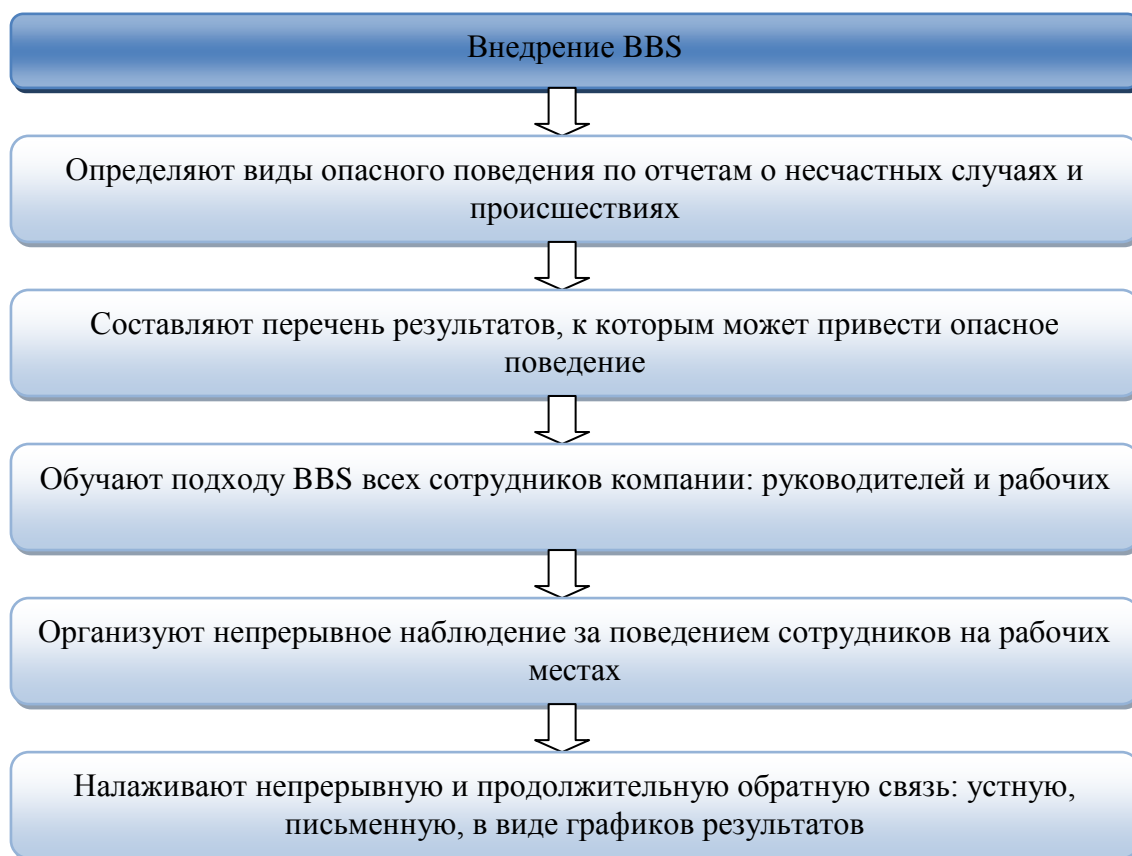 Внедрение BBS
Определяют виды опасного поведения по отчетам о несчастных случаях и
происшествиях
Составляют перечень результатов, к которым может привести опасное
поведение
Обучают подходу BBS всех сотрудников компании: руководителей и рабочих
Организуют непрерывное наблюдение за поведением сотрудников на рабочих
местах
Налаживают непрерывную и продолжительную обратную связь: устную,
письменную, в виде графиков результатов